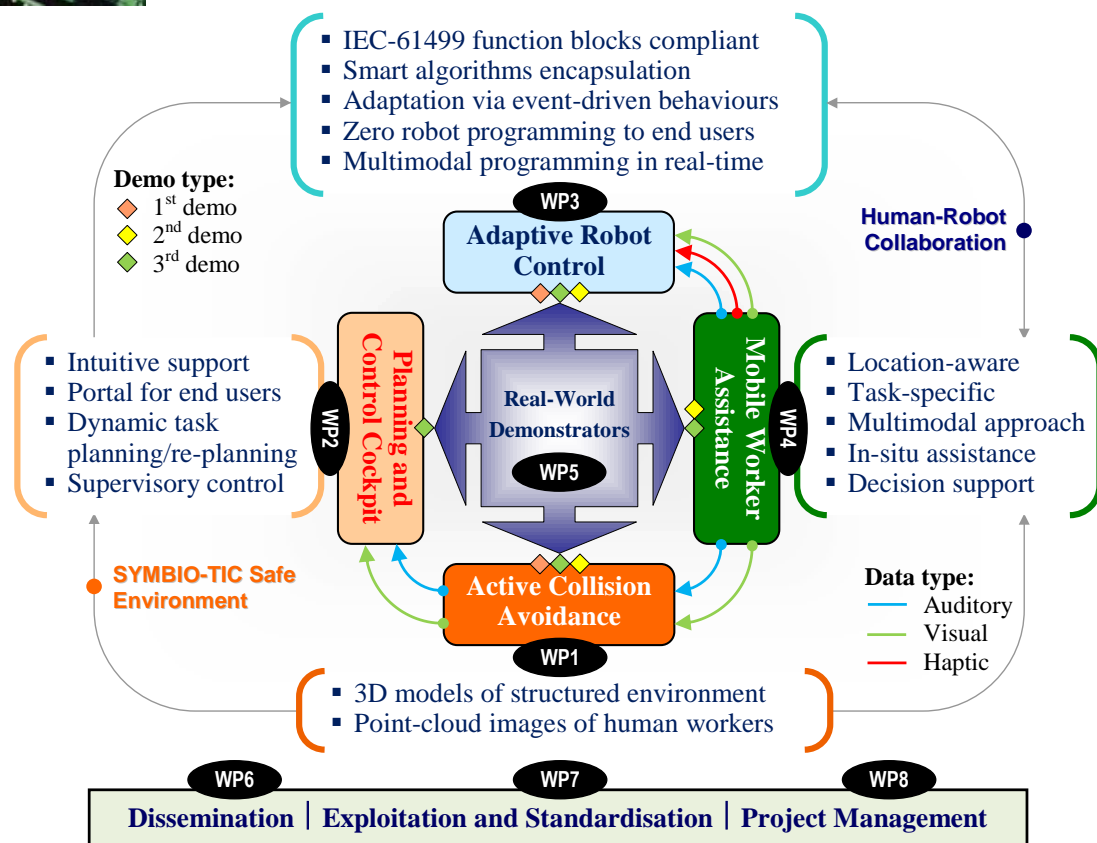 ▪ IEC-61499 function blocks compliant
▪ Smart algorithms encapsulation
▪ Adaptation via event-driven behaviours
▪ Zero robot programming to end users
▪ Multimodal programming in real-time
Demo type:
1st demo
2nd demo
3rd demo
WP3
Adaptive Robot
Control
Human-Robot
Collaboration
▪ Intuitive support
▪ Portal for end users
▪ Dynamic task
planning/re-planning
▪ Supervisory control
WP2
Planning and
Control Cockpit
Real-World
Demonstrators
WP5
Mobile Worker
Assistance
WP4
▪ Location-aware
▪ Task-specific
▪ Multimodal approach
▪ In-situ assistance
▪ Decision support
SYMBIO-TIC Safe
Environment
Active Collision
Avoidance
WP1
Data type:
Auditory
Visual
Haptic
▪ 3D models of structured environment
▪ Point-cloud images of human workers
WP6
WP7
WP8
Dissemination | Exploitation and Standardisation | Project Management